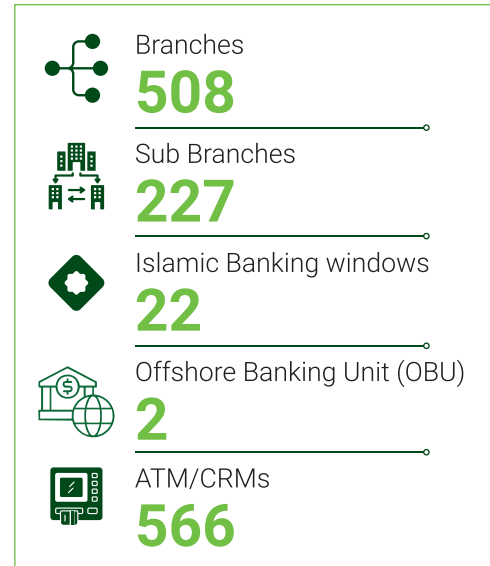 Branches
508
Sub Branches
227
Islamic Banking windows
22
Offshore Banking Unit (OBU)
2
ATM/CRMs
566